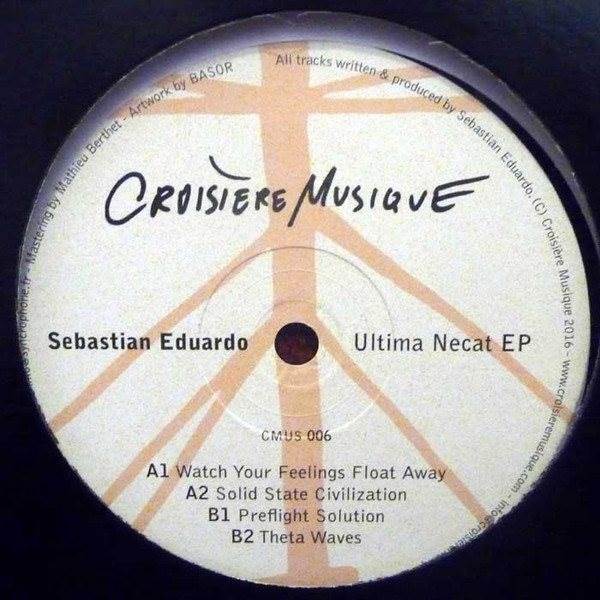 Mastering by Mathieu Berthet - Artwork by BASOR
All tracks written & produced by Sebastian Eduardo. (C) Croisière Musique 2016 - www.croisieremusique.com -
CROISIÈRE MUSIQUE
Sebastian Eduardo
Ultima Necat EP
CMUS 006
A1 Watch Your Feelings Float Away
A2 Solid State Civilization
B1 Preflight Solution
B2 Theta Waves